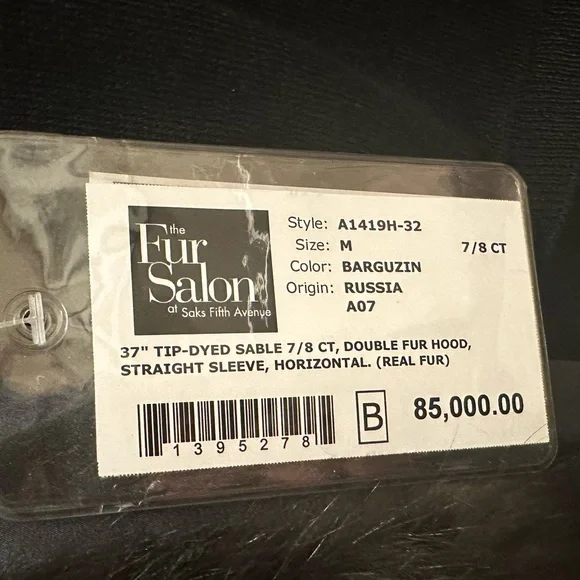 the
Fur
Salon
at Saks Fifth Avenue
Style: A1419H-32
Size: M 7/8 CT
Color: BARGUZIN
Origin: RUSSIA
A07
37" TIP-DYED SABLE 7/8 CT, DOUBLE FUR HOOD,
STRAIGHT SLEEVE, HORIZONTAL. (REAL FUR)
1395278 B 85,000.00